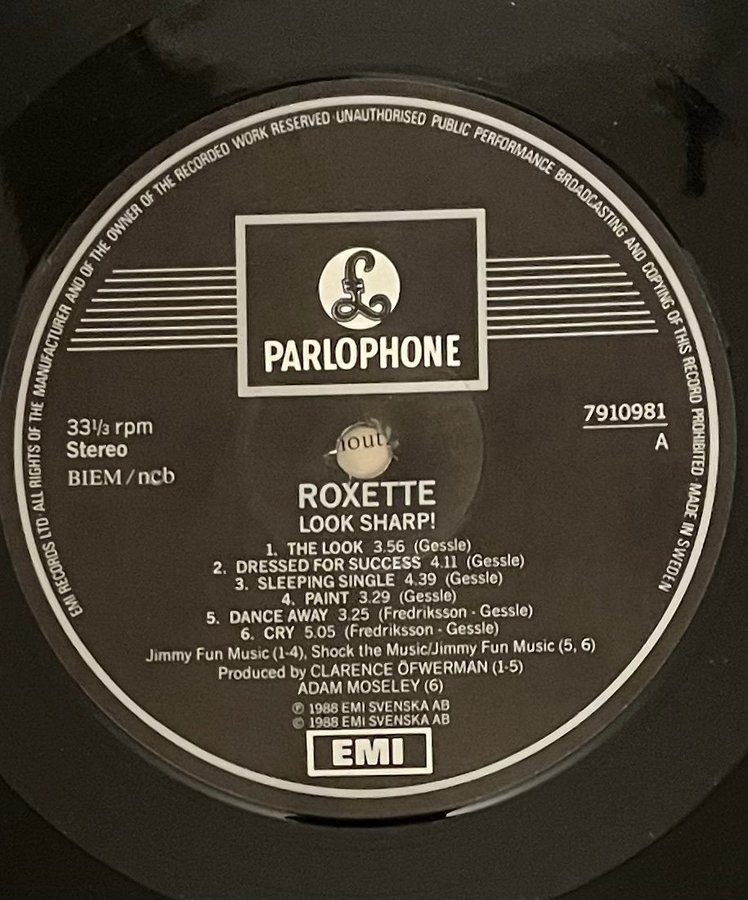 EMI RECORDS LTD · ALL RIGHTS OF THE MANUFACTURER AND OF THE OWNER OF THE RECORDED WORK RESERVED · UNAUTHORISED PUBLIC PERFORMANCE BROADCASTING AND COPYING OF THIS RECORD PROHIBITED · MADE IN SWEDEN
£
PARLOPHONE
33⅓ rpm
Stereo
BIEM/ncb
7910981
A
ROXETTE
LOOK SHARP!
1. THE LOOK 3.56 (Gessle)
2. DRESSED FOR SUCCESS 4.11 (Gessle)
3. SLEEPING SINGLE 4.39 (Gessle)
4. PAINT 3.29 (Gessle)
5. DANCE AWAY 3.25 (Fredriksson - Gessle)
6. CRY 5.05 (Fredriksson - Gessle)
Jimmy Fun Music (1-4), Shock the Music/Jimmy Fun Music (5, 6)
Produced by CLARENCE ÖFWERMAN (1-5)
ADAM MOSELEY (6)
℗ 1988 EMI SVENSKA AB
© 1988 EMI SVENSKA AB
EMI